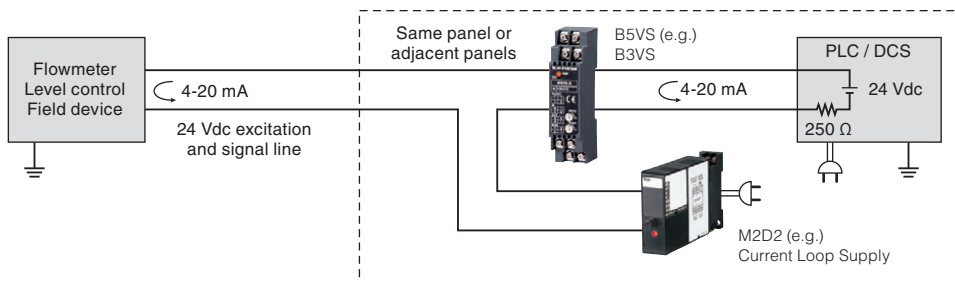 Flowmeter
Level control
Field device
4-20 mA
24 Vdc excitation
and signal line
Same panel or
adjacent panels
B5VS (e.g.)
B3VS
4-20 mA
PLC / DCS
24 Vdc
250 Ω
M2D2 (e.g.)
Current Loop Supply